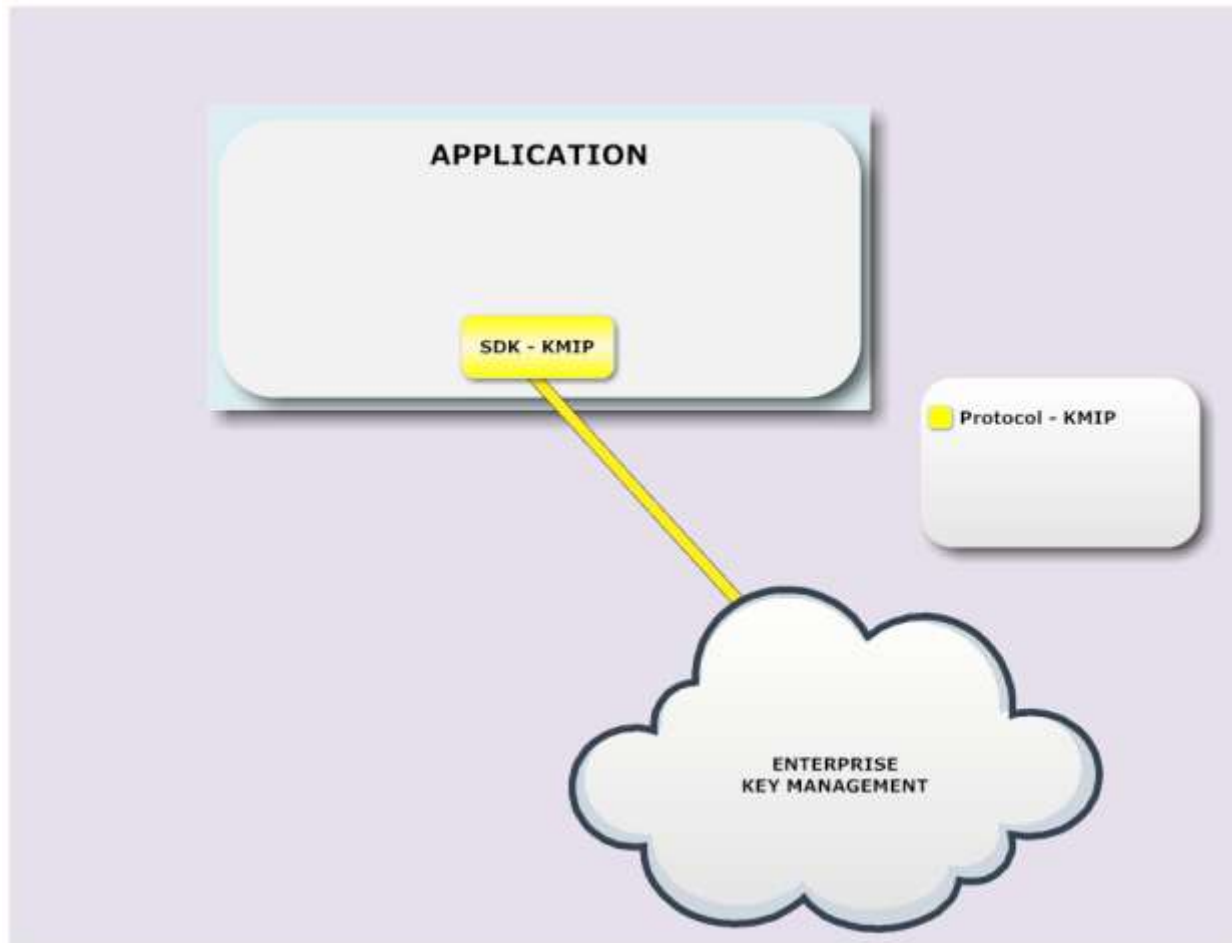 APPLICATION
SDK - KMIP
Protocol - KMIP
ENTERPRISE
KEY MANAGEMENT